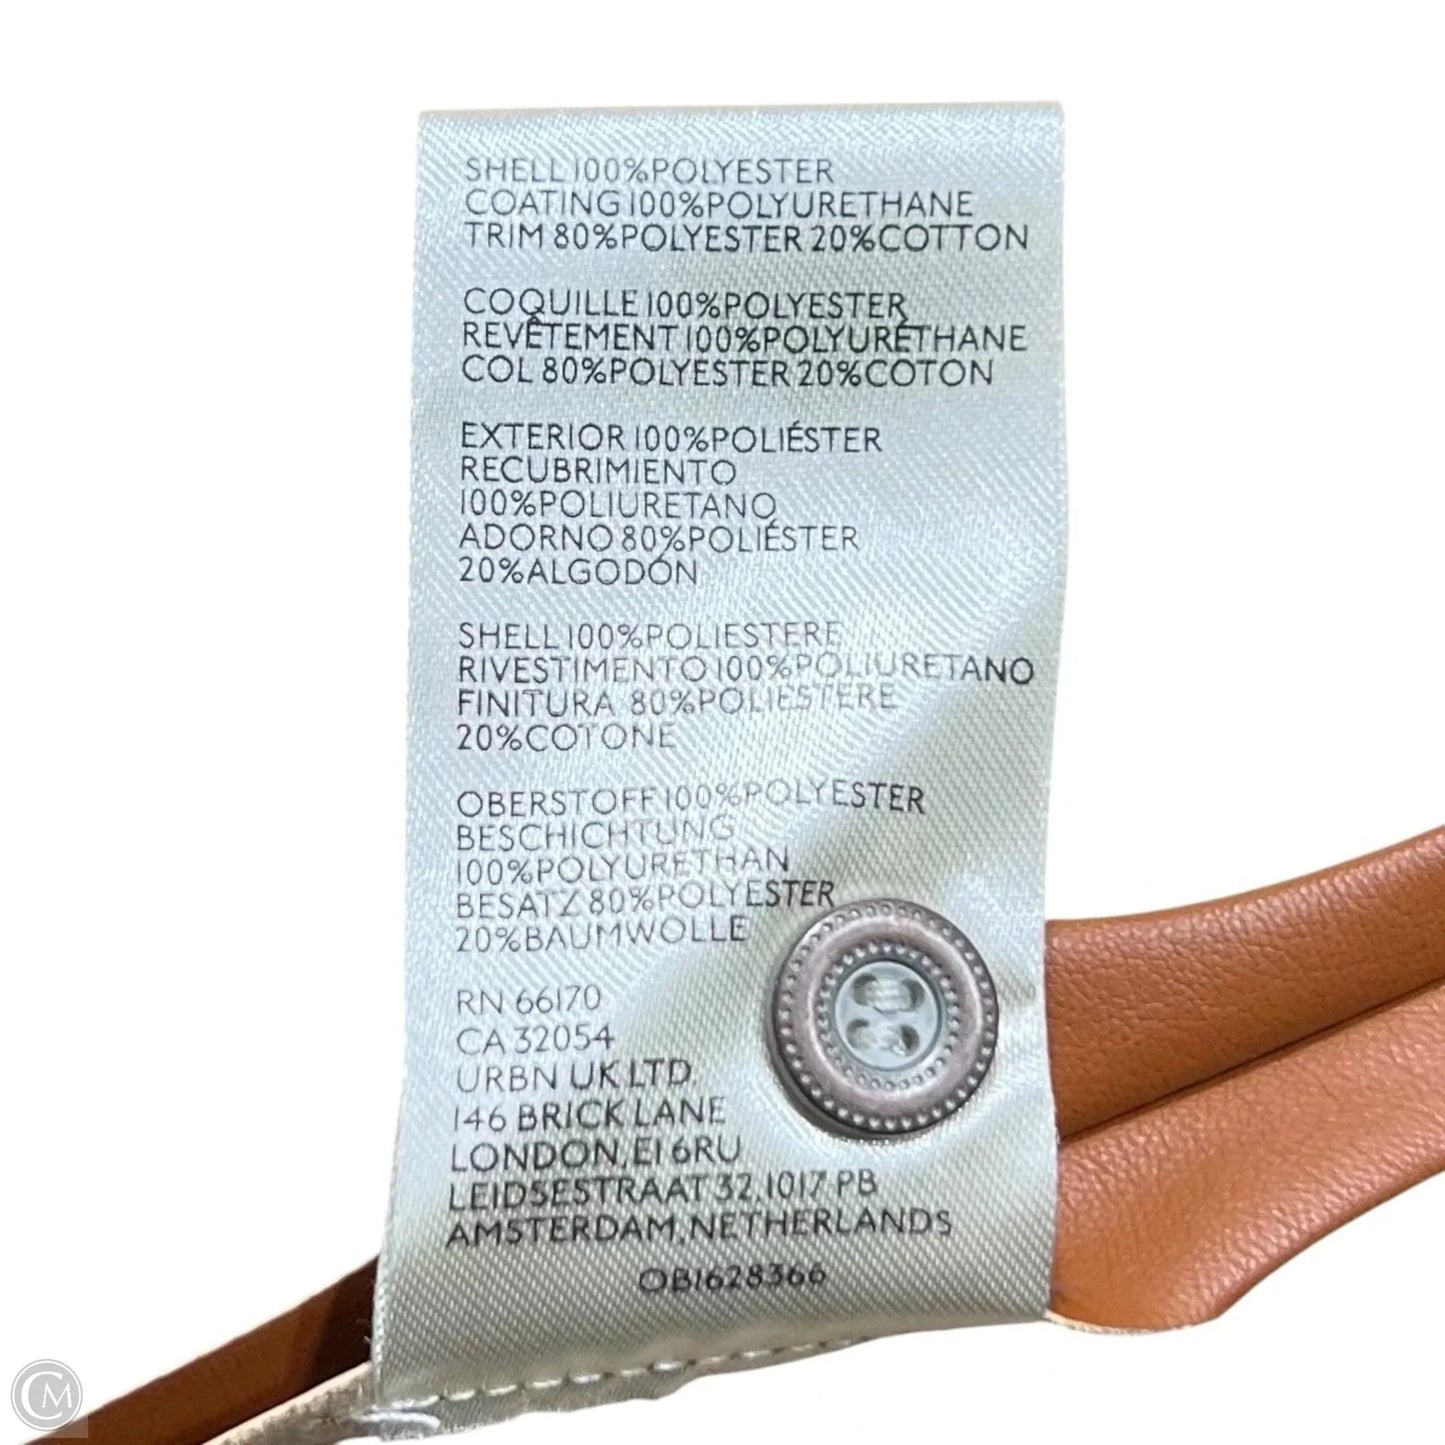 SHELL 100%POLYESTER
COATING 100%POLYURETHANE
TRIM 80%POLYESTER 20%COTTON
COQUILLE 100%POLYESTER
REVÊTEMENT 100%POLYURÉTHANE
COL 80%POLYESTER 20%COTON
EXTERIOR 100%POLIÉSTER
RECUBRIMIENTO
100%POLIURETANO
ADORNO 80%POLIÉSTER
20%ALGODÓN
SHELL 100%POLIESTERE
RIVESTIMENTO 100%POLIURETANO
FINITURA 80%POLIESTERE
20%COTONE
OBERSTOFF 100%POLYESTER
BESCHICHTUNG
100%POLYURETHAN
BESATZ 80%POLYESTER
20%BAUMWOLLE
RN 66170
CA 32054
URBN UK LTD.
146 BRICK LANE
LONDON, E1 6RU
LEIDSESTRAAT 32, 1017 PB
AMSTERDAM, NETHERLANDS
OB1628366
CM